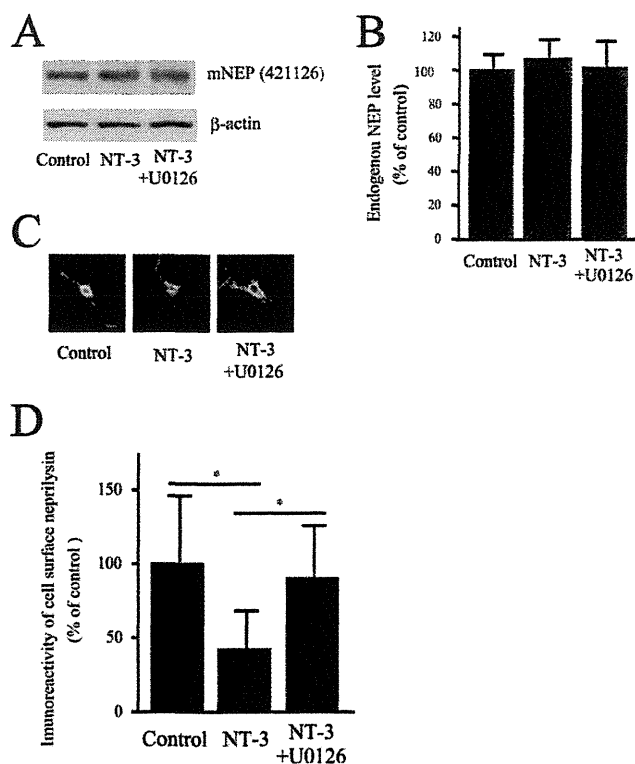 A
mNEP (421126)
β-actin
Control NT-3 NT-3
+U0126
B
Endogenou NEP level
(% of control)
120
100
80
60
40
20
0
Control NT-3 NT-3
+U0126
C
Control NT-3 NT-3
+U0126
D
Imunoreactivity of cell surface neprilysin
(% of control )
150
100
50
0
* *
Control NT-3 NT-3
+U0126